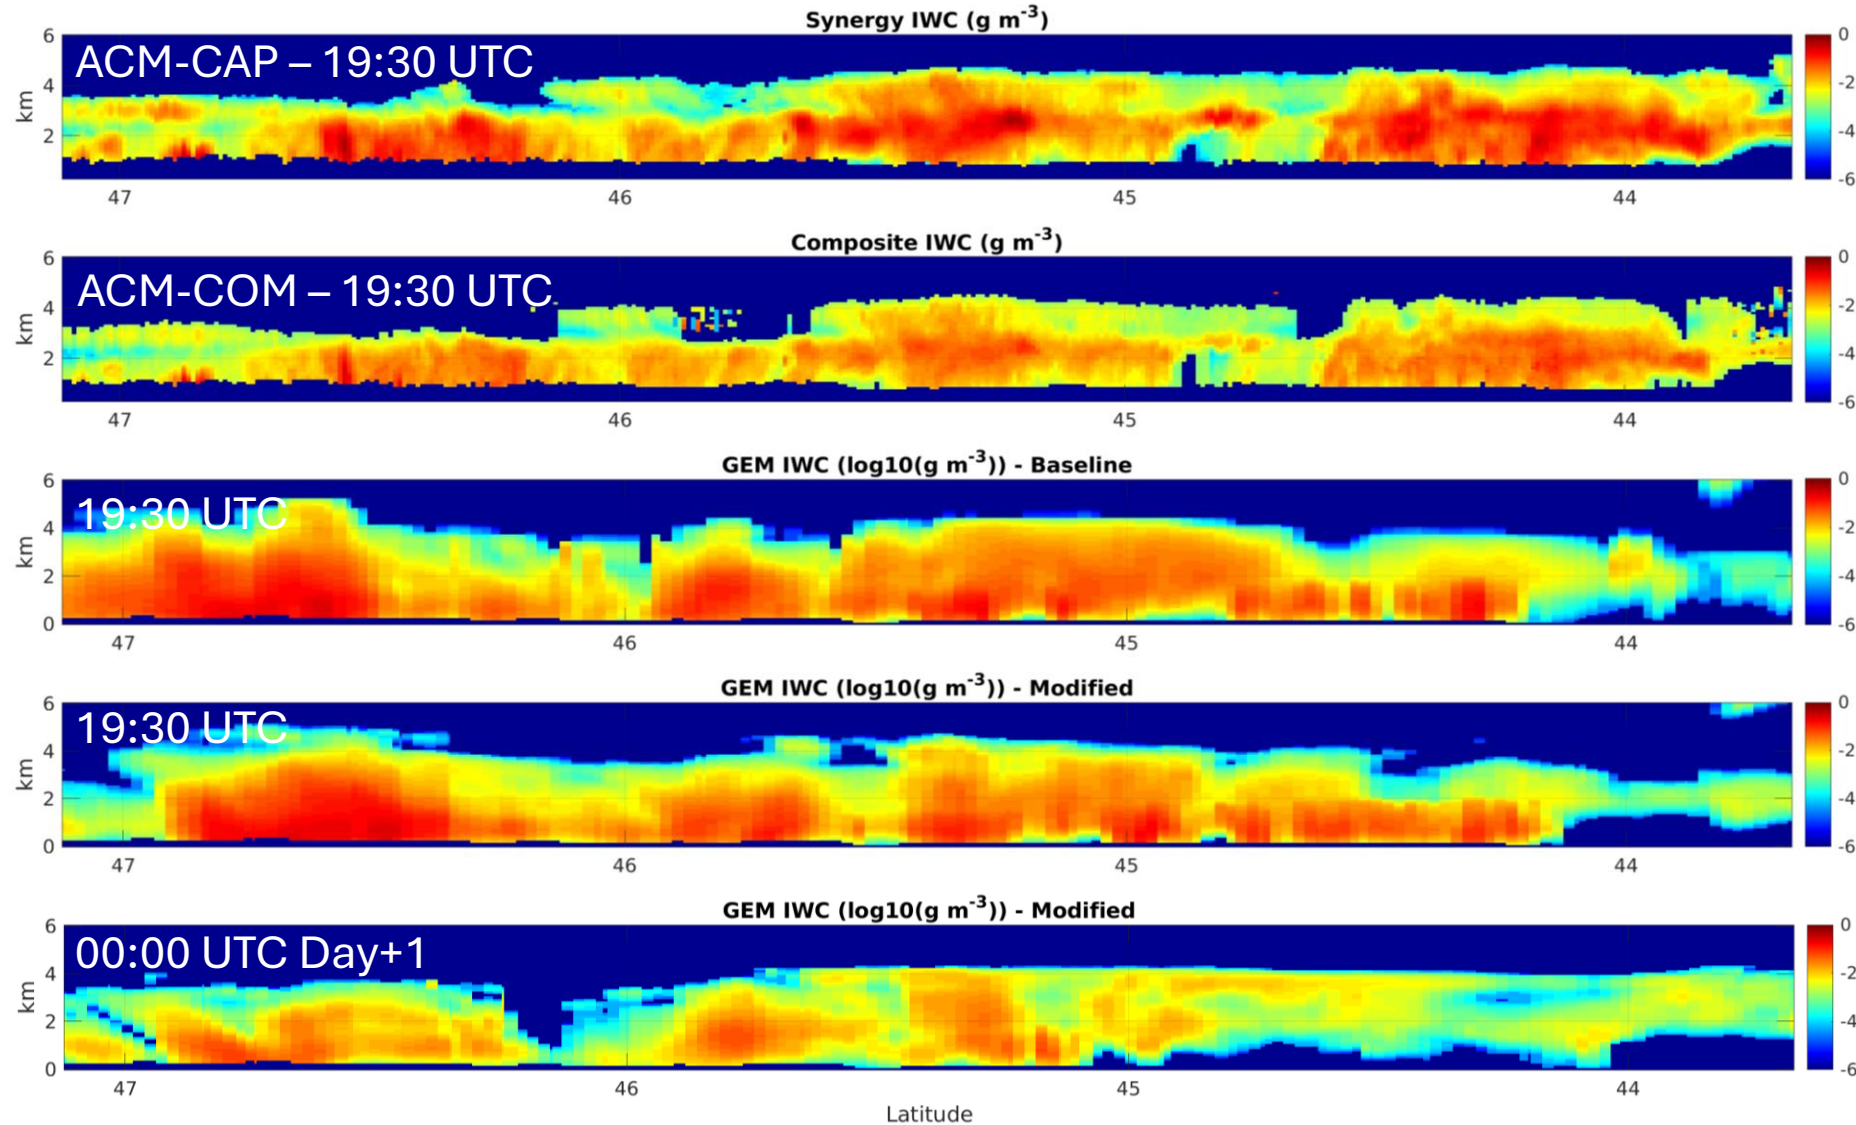 Synergy IWC (g m⁻³)
ACM-CAP – 19:30 UTC
km
6
4
2
47 46 45 44
0
-2
-4
-6
Composite IWC (g m⁻³)
ACM-COM – 19:30 UTC
km
6
4
2
47 46 45 44
0
-2
-4
-6
GEM IWC (log10(g m⁻³)) - Baseline
19:30 UTC
km
6
4
2
0
47 46 45 44
0
-2
-4
-6
GEM IWC (log10(g m⁻³)) - Modified
19:30 UTC
km
6
4
2
0
47 46 45 44
0
-2
-4
-6
GEM IWC (log10(g m⁻³)) - Modified
00:00 UTC Day+1
km
6
4
2
0
47 46 45 44
0
-2
-4
-6
Latitude